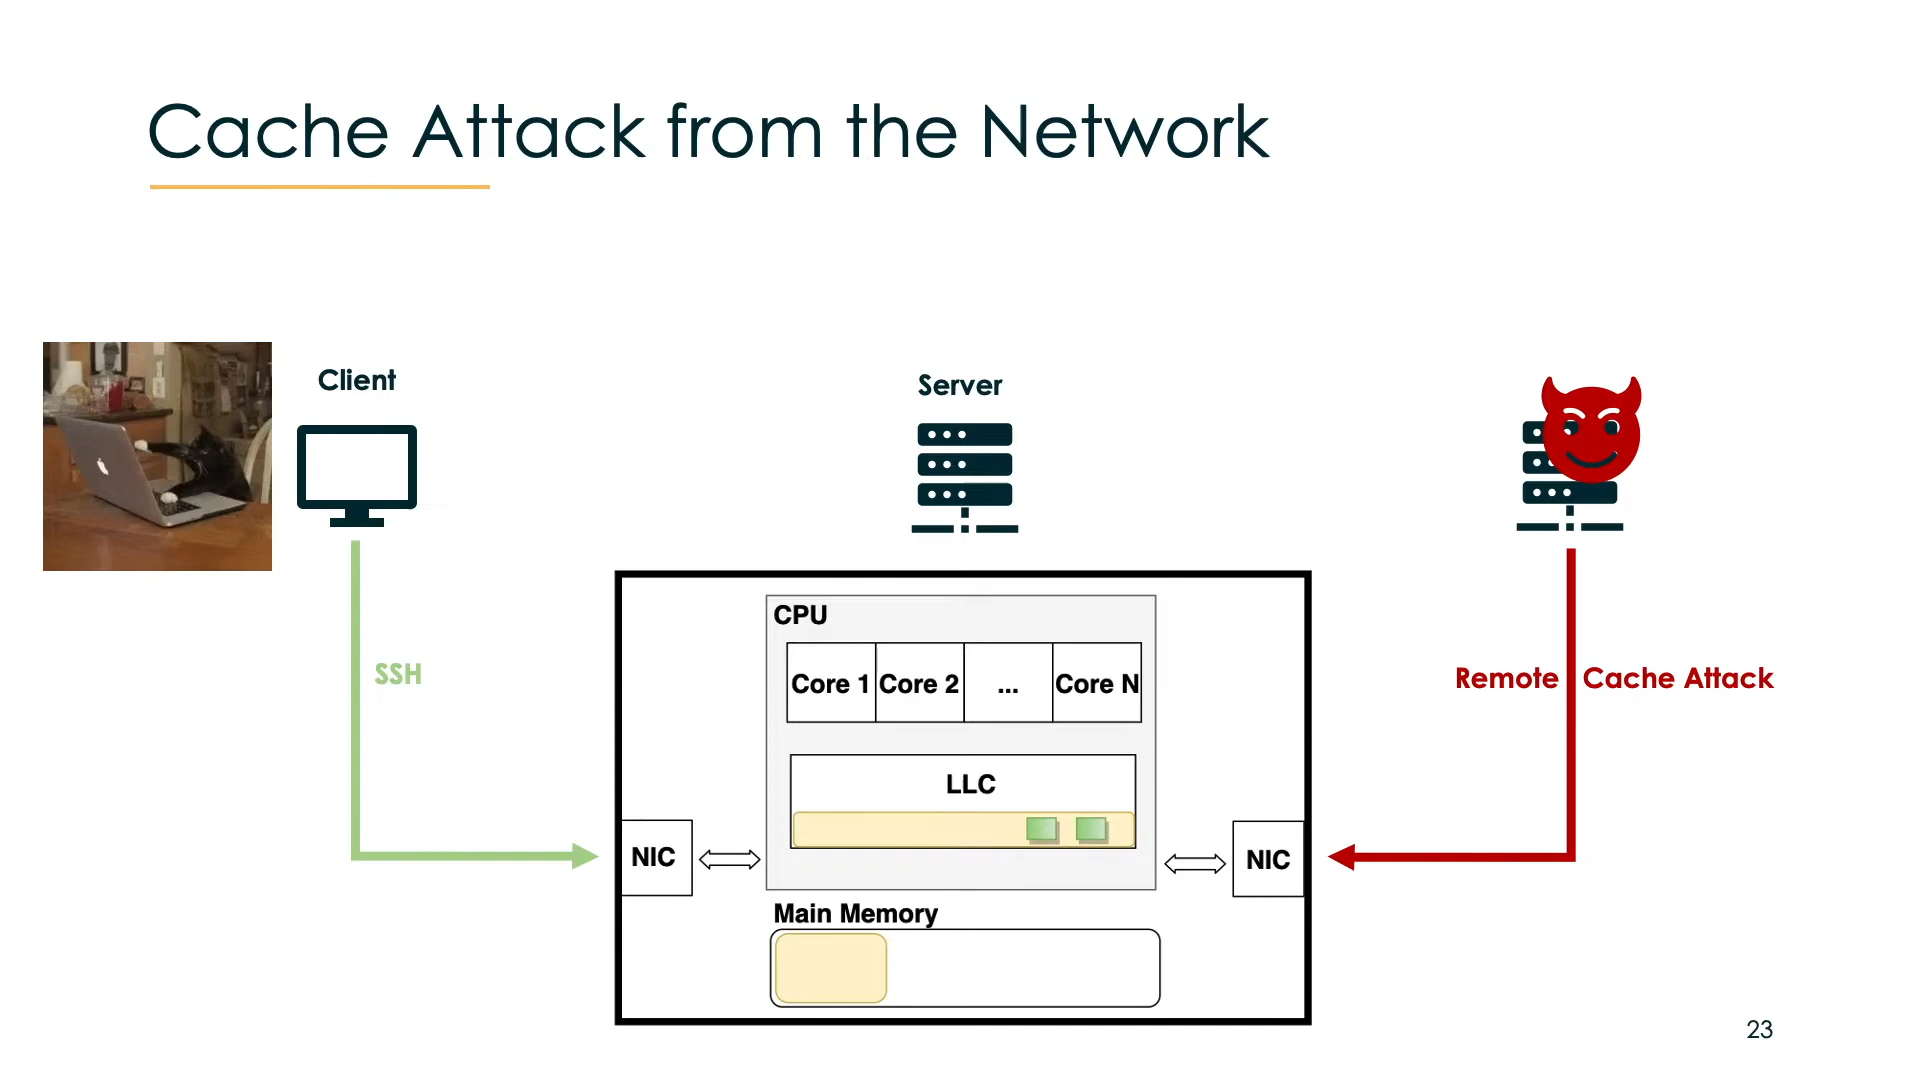 Cache Attack from the Network
Client
Server
SSH
Remote Cache Attack
CPU
Core 1 Core 2 ... Core N
LLC
NIC
NIC
Main Memory
23